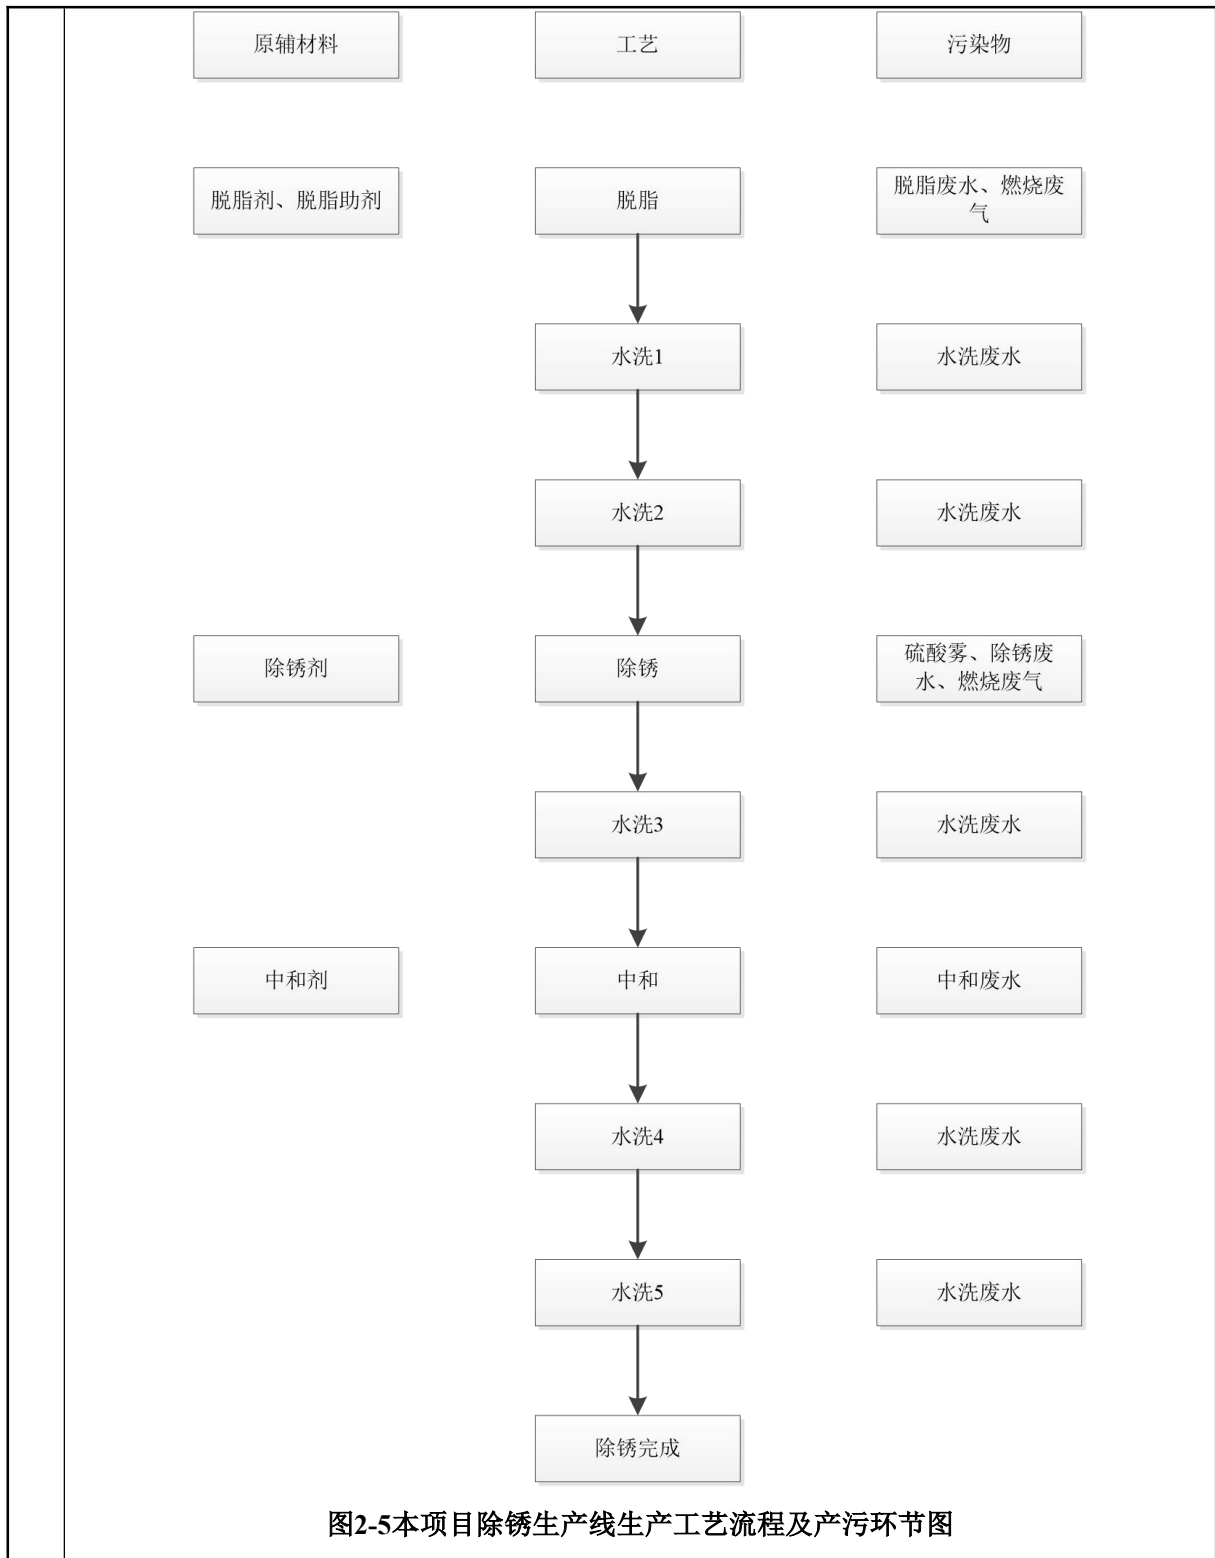 原辅材料
工艺
污染物
脱脂剂、脱脂助剂
脱脂
脱脂废水、燃烧废
气
水洗1
水洗废水
水洗2
水洗废水
除锈剂
除锈
硫酸雾、除锈废
水、燃烧废气
水洗3
水洗废水
中和剂
中和
中和废水
水洗4
水洗废水
水洗5
水洗废水
除锈完成
图2-5本项目除锈生产线生产工艺流程及产污环节图